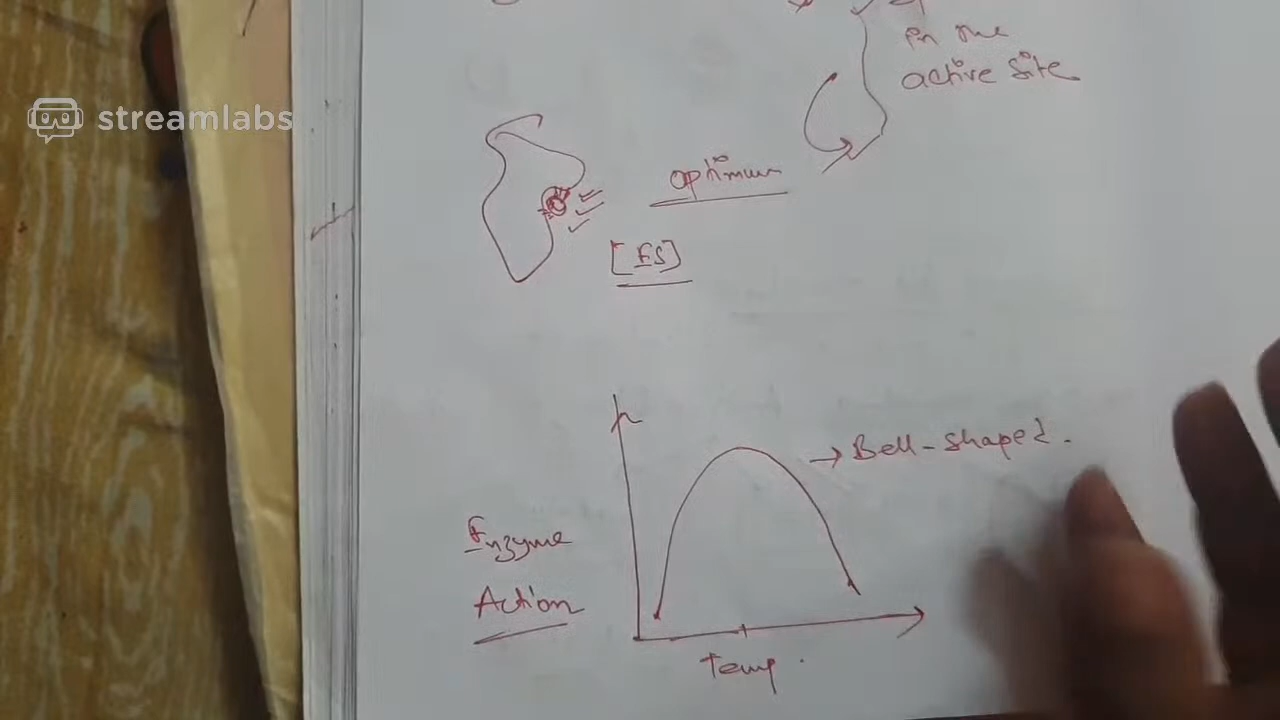 in the
active site
streamlabs
optimum
[ES]
→ Bell-shaped.
Enzyme
Action
Temp.